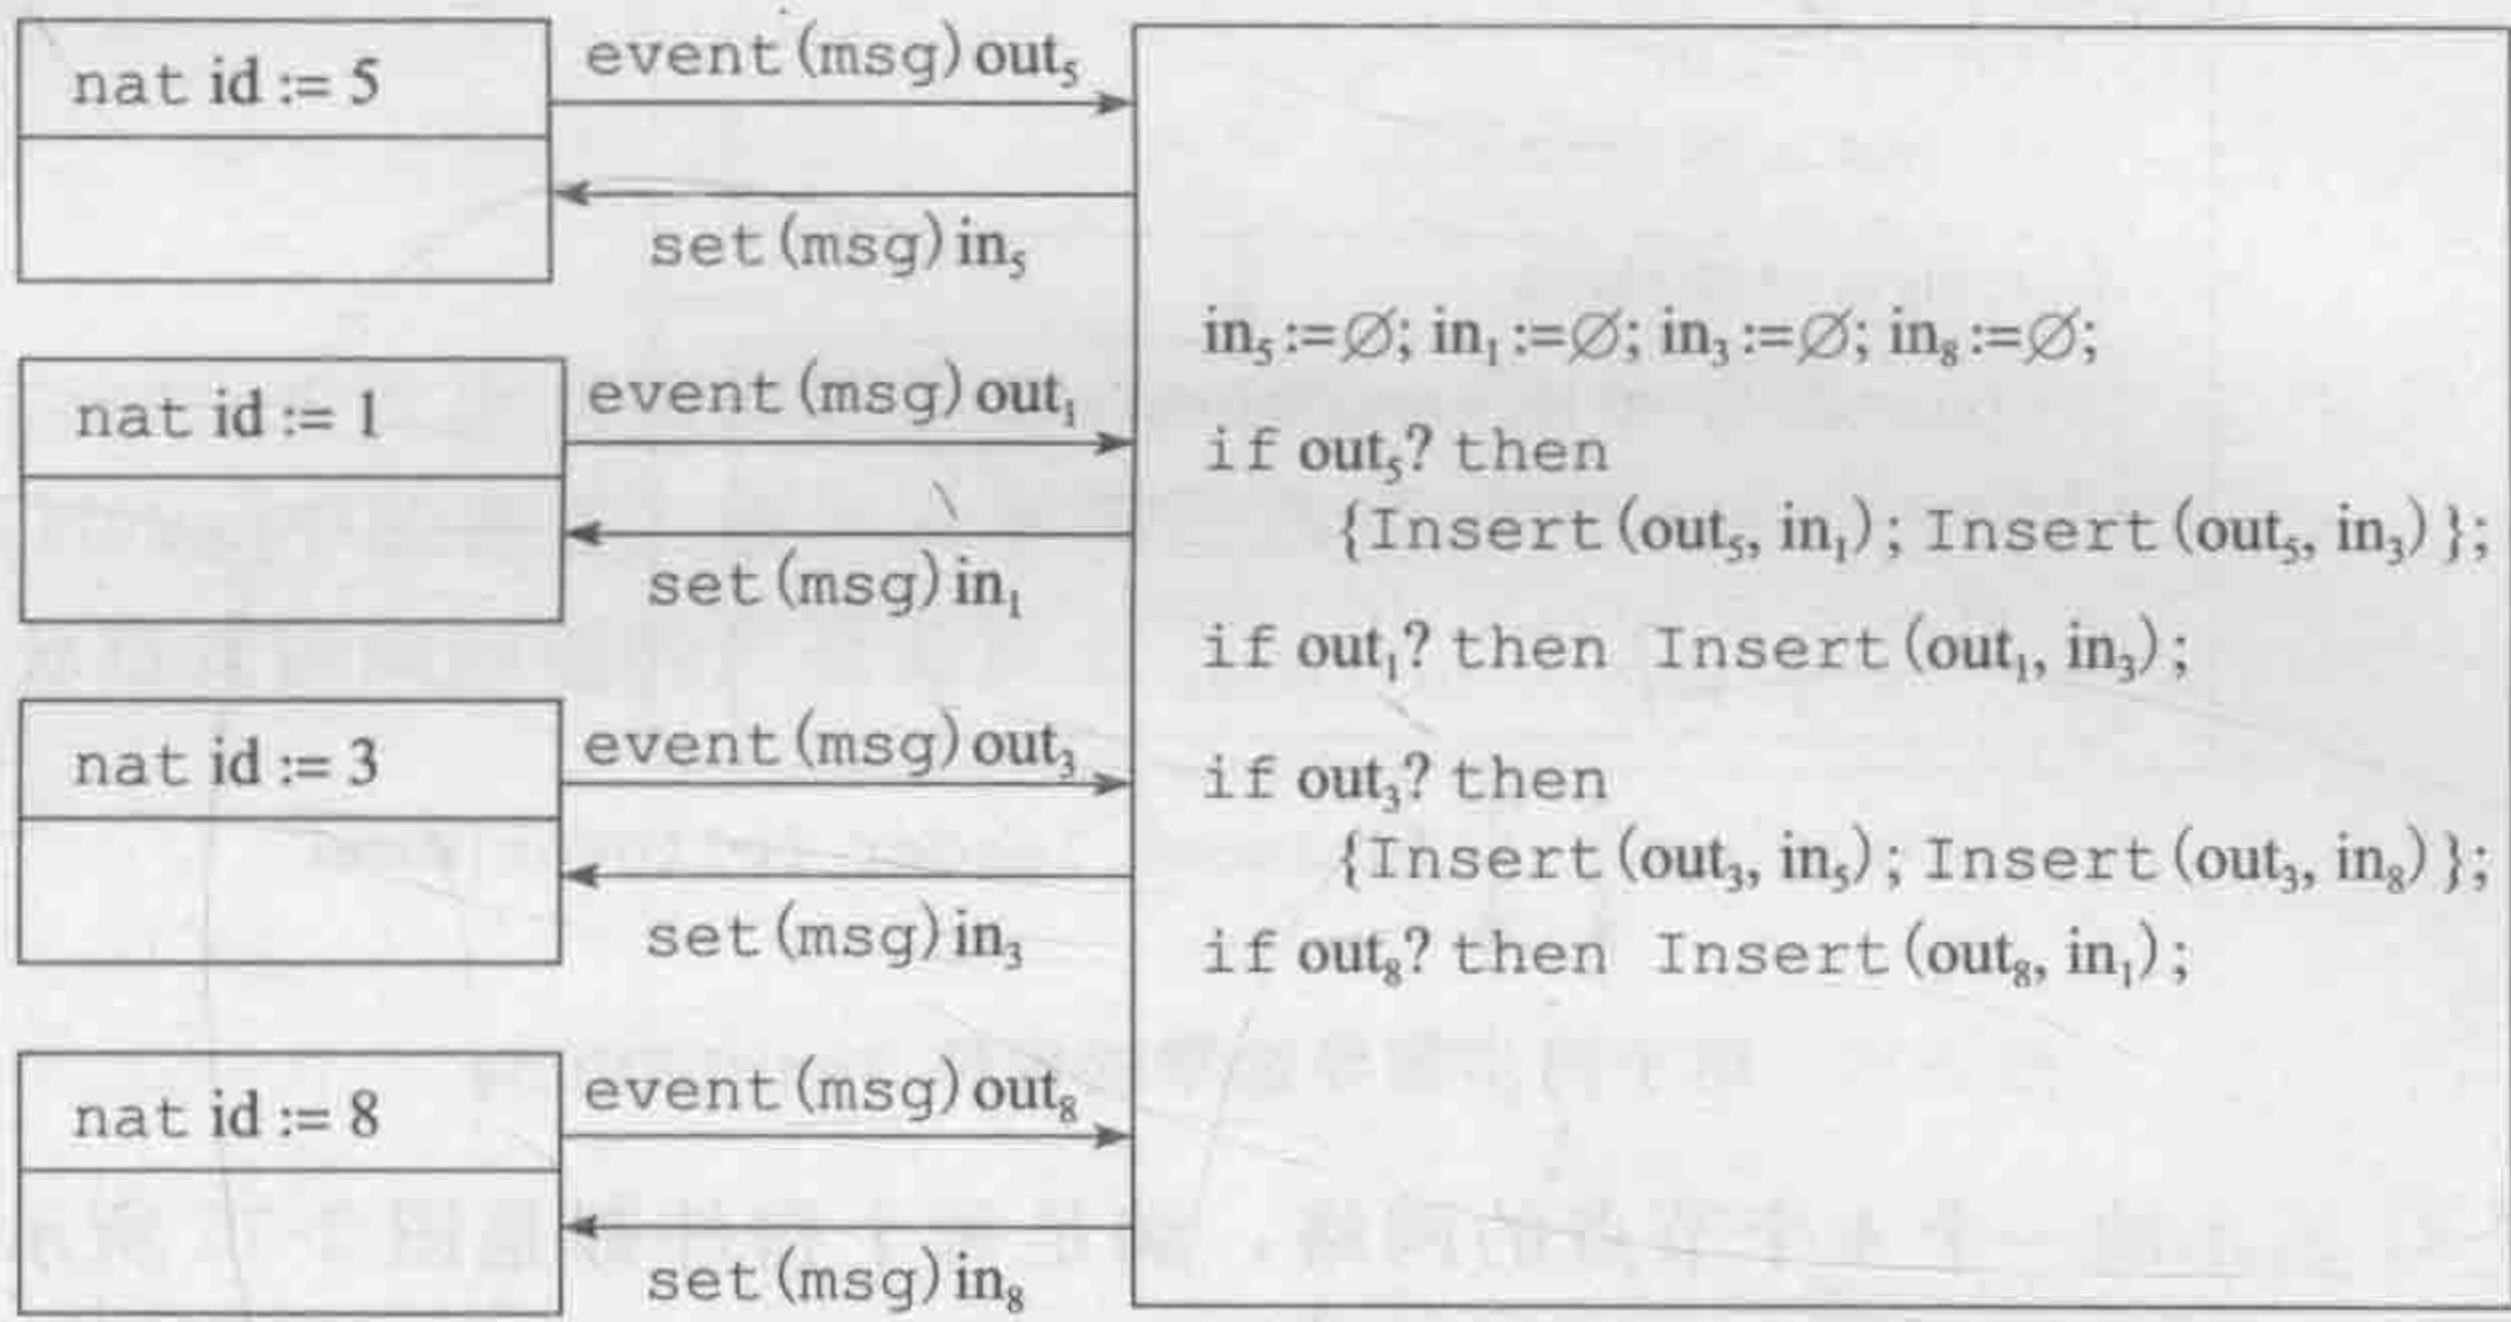 nat id := 5
event(msg) out₅
set(msg) in₅
nat id := 1
event(msg) out₁
set(msg) in₁
nat id := 3
event(msg) out₃
set(msg) in₃
nat id := 8
event(msg) out₈
set(msg) in₈
in₅:=∅; in₁:=∅; in₃:=∅; in₈:=∅;
if out₅? then
{Insert(out₅, in₁); Insert(out₅, in₃)};
if out₁? then Insert(out₁, in₃);
if out₃? then
{Insert(out₃, in₅); Insert(out₃, in₈)};
if out₈? then Insert(out₈, in₁);